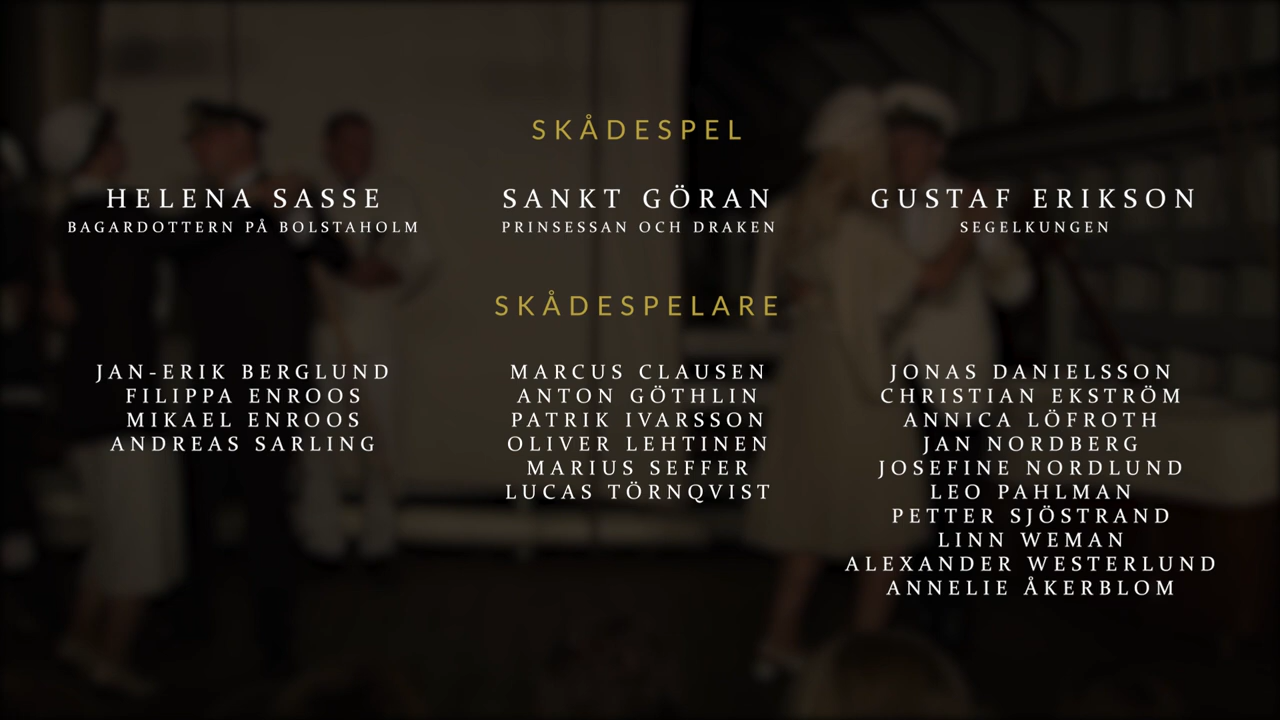 SKÅDESPEL
HELENA SASSE
BAGARDOTTERN PÅ BOLSTAHOLM
SANKT GÖRAN
PRINSESSAN OCH DRAKEN
GUSTAF ERIKSON
SEGELKUNGEN
SKÅDESPELARE
JAN-ERIK BERGLUND
FILIPPA ENROOS
MIKAEL ENROOS
ANDREAS SARLING
MARCUS CLAUSEN
ANTON GÖTHLIN
PATRIK IVARSSON
OLIVER LEHTINEN
MARIUS SEFFER
LUCAS TÖRNQVIST
JONAS DANIELSSON
CHRISTIAN EKSTRÖM
ANNICA LÖFROTH
JAN NORDBERG
JOSEFINE NORDLUND
LEO PAHLMAN
PETTER SJÖSTRAND
LINN WEMAN
ALEXANDER WESTERLUND
ANNELIE ÅKERBLOM